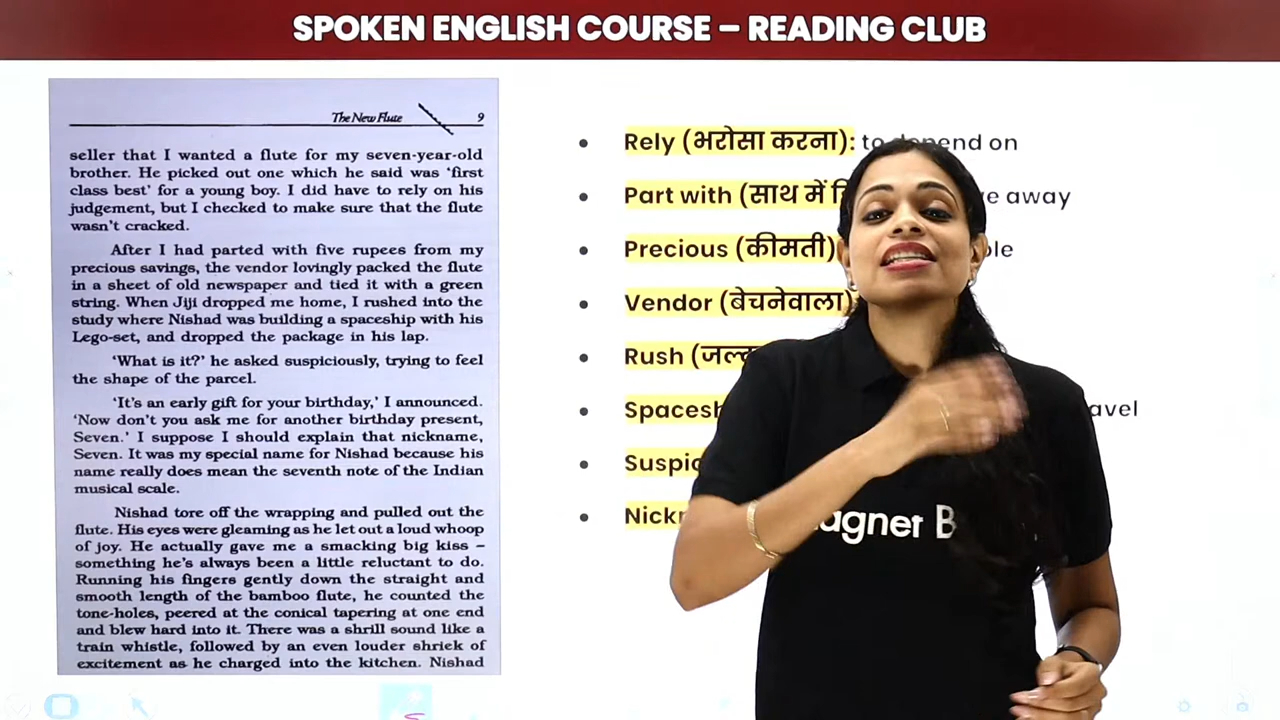 SPOKEN ENGLISH COURSE – READING CLUB
The New Flute 9
seller that I wanted a flute for my seven-year-old
brother. He picked out one which he said was ‘first
class best’ for a young boy. I did have to rely on his
judgement, but I checked to make sure that the flute
wasn’t cracked.
After I had parted with five rupees from my
precious savings, the vendor lovingly packed the flute
in a sheet of old newspaper and tied it with a green
string. When Jiji dropped me home, I rushed into the
study where Nishad was building a spaceship with his
Lego-set, and dropped the package in his lap.
‘What is it?’ he asked suspiciously, trying to feel
the shape of the parcel.
‘It’s an early gift for your birthday,’ I announced.
‘Now don’t you ask me for another birthday present,
Seven.’ I suppose I should explain that nickname,
Seven. It was my special name for Nishad because his
name really does mean the seventh note of the Indian
musical scale.
Nishad tore off the wrapping and pulled out the
flute. His eyes were gleaming as he let out a loud whoop
of joy. He actually gave me a smacking big kiss –
something he’s always been a little reluctant to do.
Running his fingers gently down the straight and
smooth length of the bamboo flute, he counted the
tone-holes, peered at the conical tapering at one end
and blew hard into it. There was a shrill sound like a
train whistle, followed by an even louder shriek of
excitement as he charged into the kitchen. Nishad
• Rely (भरोसा करना): to depend on
• Part with (साथ में away
• Precious (कीमती)
• Vendor (बेचनेवाला)
• Rush
•
•
•